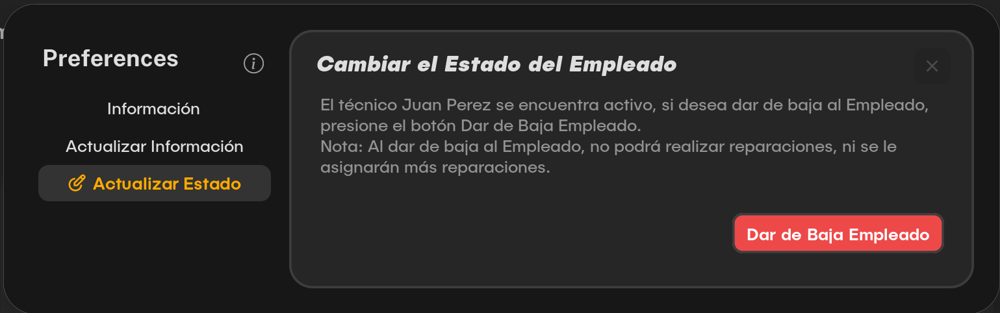 Preferences
Información
Actualizar Información
Actualizar Estado
Cambiar el Estado del Empleado
El técnico Juan Perez se encuentra activo, si desea dar de baja al Empleado,
presione el botón Dar de Baja Empleado.
Nota: Al dar de baja al Empleado, no podrá realizar reparaciones, ni se le
asignarán más reparaciones.
Dar de Baja Empleado